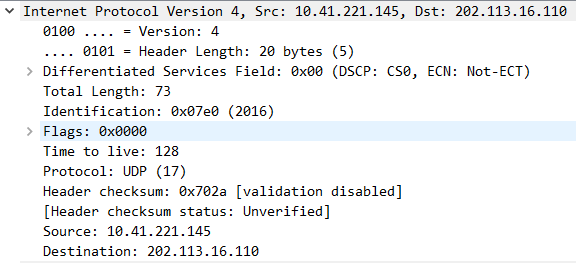 Internet Protocol Version 4, Src: 10.41.221.145, Dst: 202.113.16.110
0100 .... = Version: 4
.... 0101 = Header Length: 20 bytes (5)
Differentiated Services Field: 0x00 (DSCP: CS0, ECN: Not-ECT)
Total Length: 73
Identification: 0x07e0 (2016)
Flags: 0x0000
Time to live: 128
Protocol: UDP (17)
Header checksum: 0x702a [validation disabled]
[Header checksum status: Unverified]
Source: 10.41.221.145
Destination: 202.113.16.110